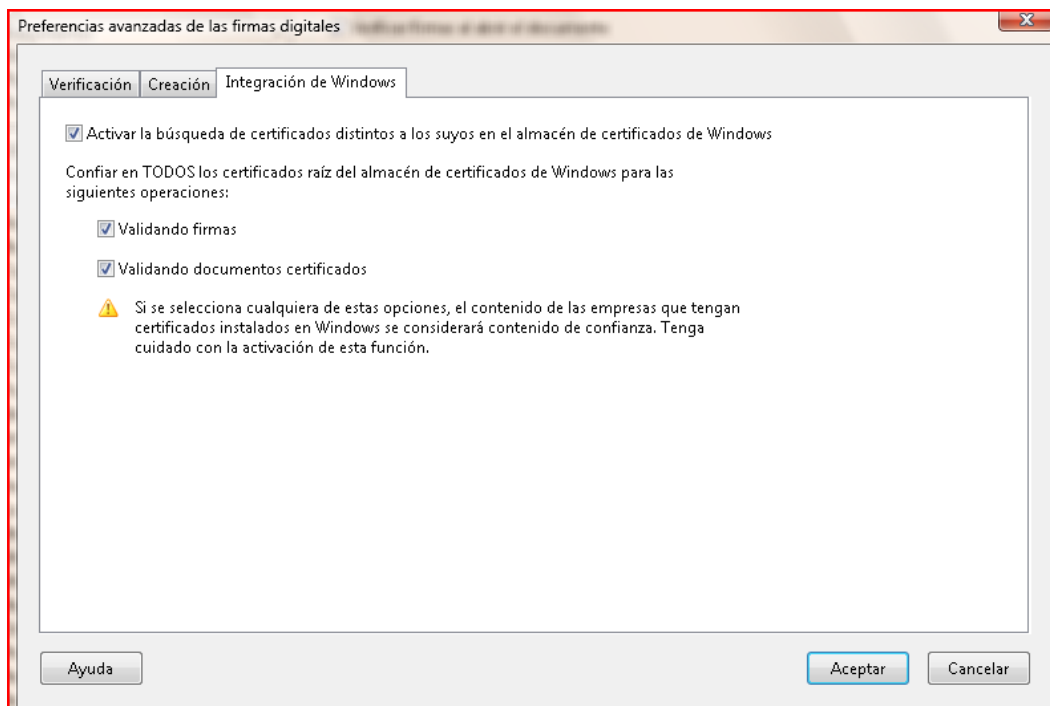 Preferencias avanzadas de las firmas digitales
Verificación Creación Integración de Windows
Activar la búsqueda de certificados distintos a los suyos en el almacén de certificados de Windows
Confiar en TODOS los certificados raíz del almacén de certificados de Windows para las
siguientes operaciones:
Validando firmas
Validando documentos certificados
Si se selecciona cualquiera de estas opciones, el contenido de las empresas que tengan
certificados instalados en Windows se considerará contenido de confianza. Tenga
cuidado con la activación de esta función.
Ayuda Aceptar Cancelar